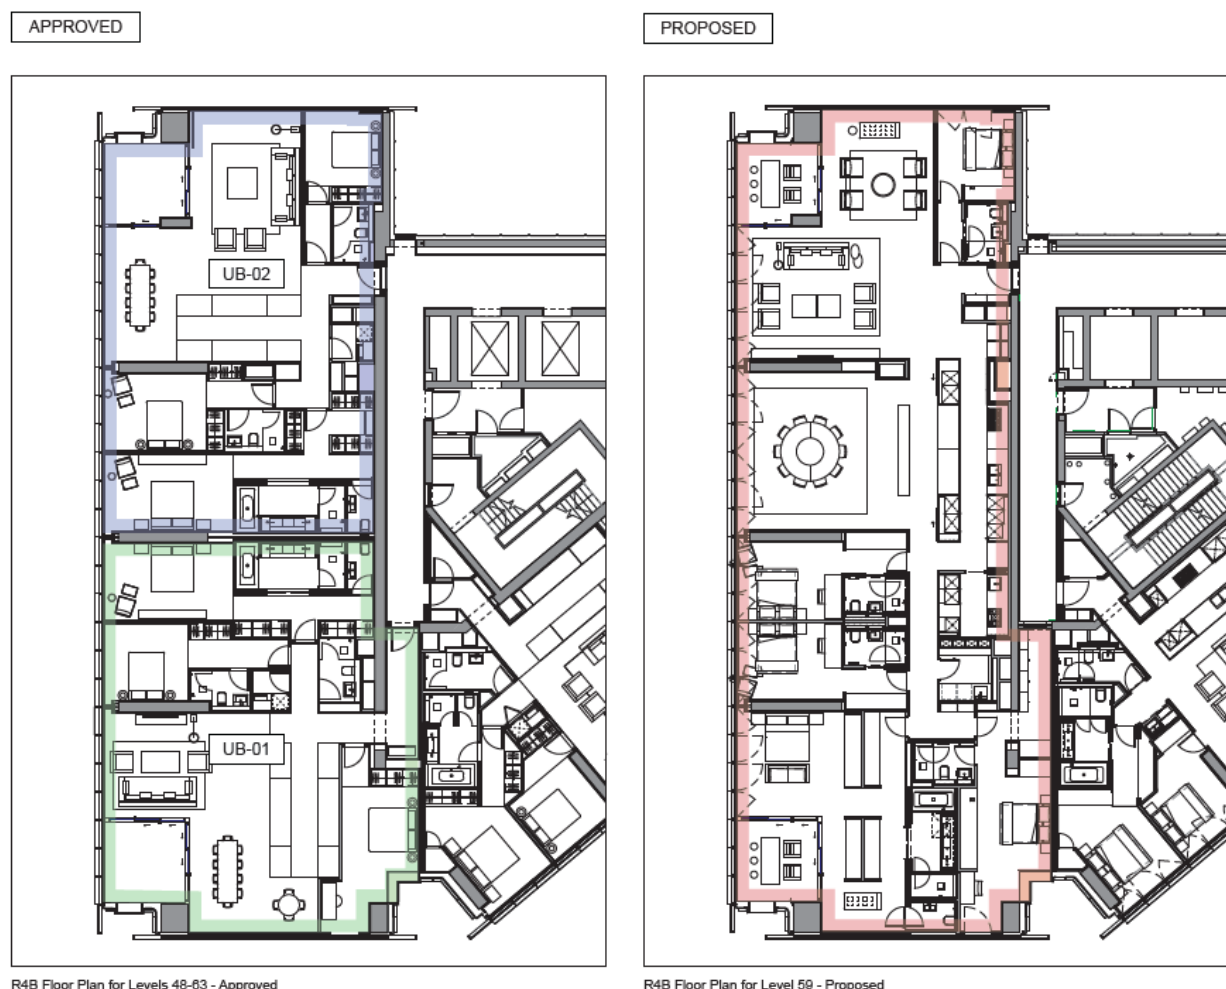 APPROVED
PROPOSED
UB-02
UB-01
R4B Floor Plan for Levels 48-63 - Approved
R4B Floor Plan for Level 59 - Proposed